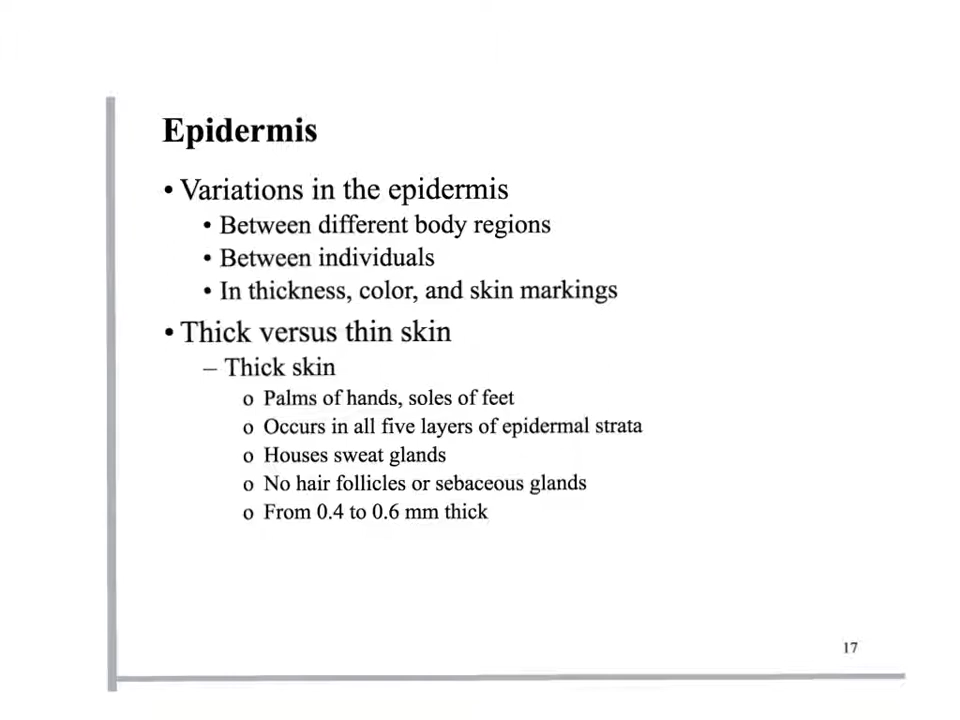 Epidermis
• Variations in the epidermis
• Between different body regions
• Between individuals
• In thickness, color, and skin markings
• Thick versus thin skin
– Thick skin
o Palms of hands, soles of feet
o Occurs in all five layers of epidermal strata
o Houses sweat glands
o No hair follicles or sebaceous glands
o From 0.4 to 0.6 mm thick
17